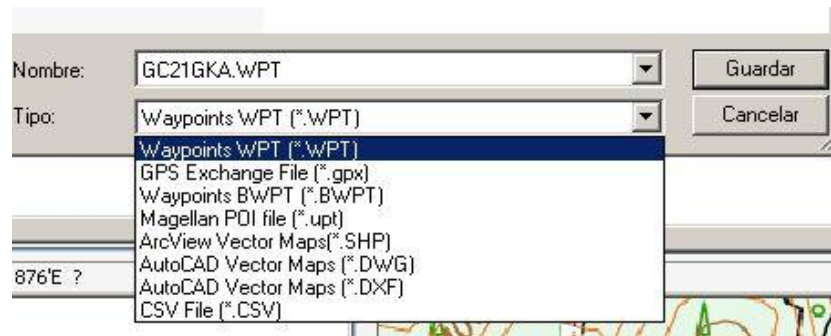 Nombre: GC21GKA.WPT Guardar
Tipo: Waypoints WPT (*.WPT) Cancelar
Waypoints WPT (*.WPT)
GPS Exchange File (*.gpx)
Waypoints BWPT (*.BWPT)
Magellan POI file (*.upt)
ArcView Vector Maps(*.SHP)
AutoCAD Vector Maps (*.DWG)
876'E ? AutoCAD Vector Maps (*.DXF)
CSV File (*.CSV)